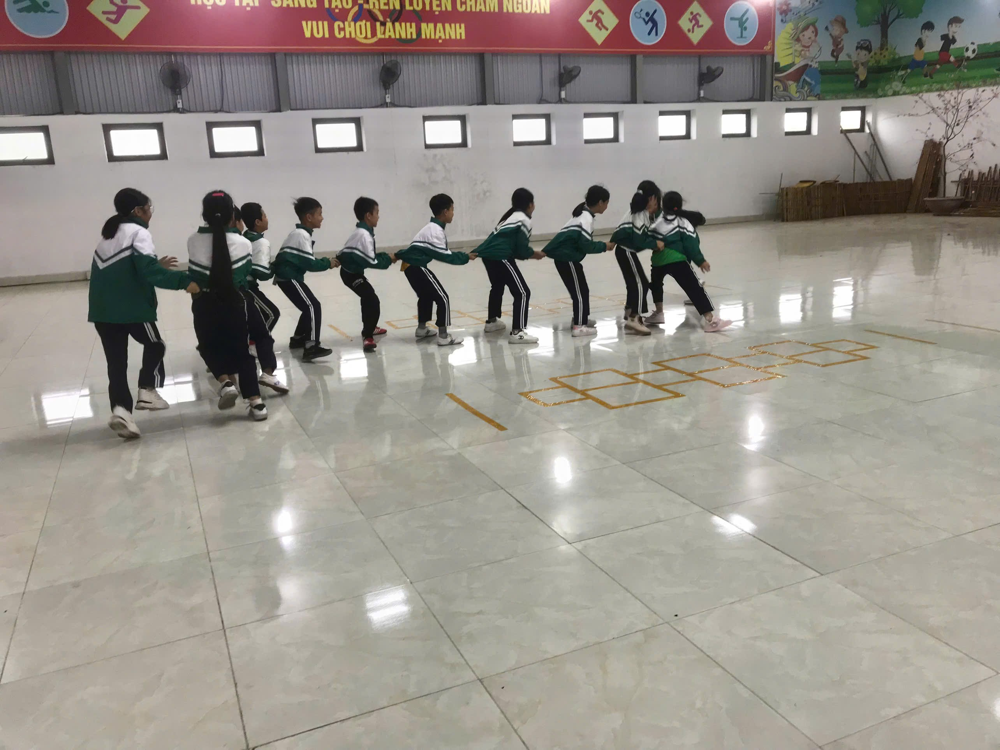 HỌC TẬP SÁNG TẠO - RÈN LUYỆN CHĂM NGOAN
VUI CHƠI LÀNH MẠNH